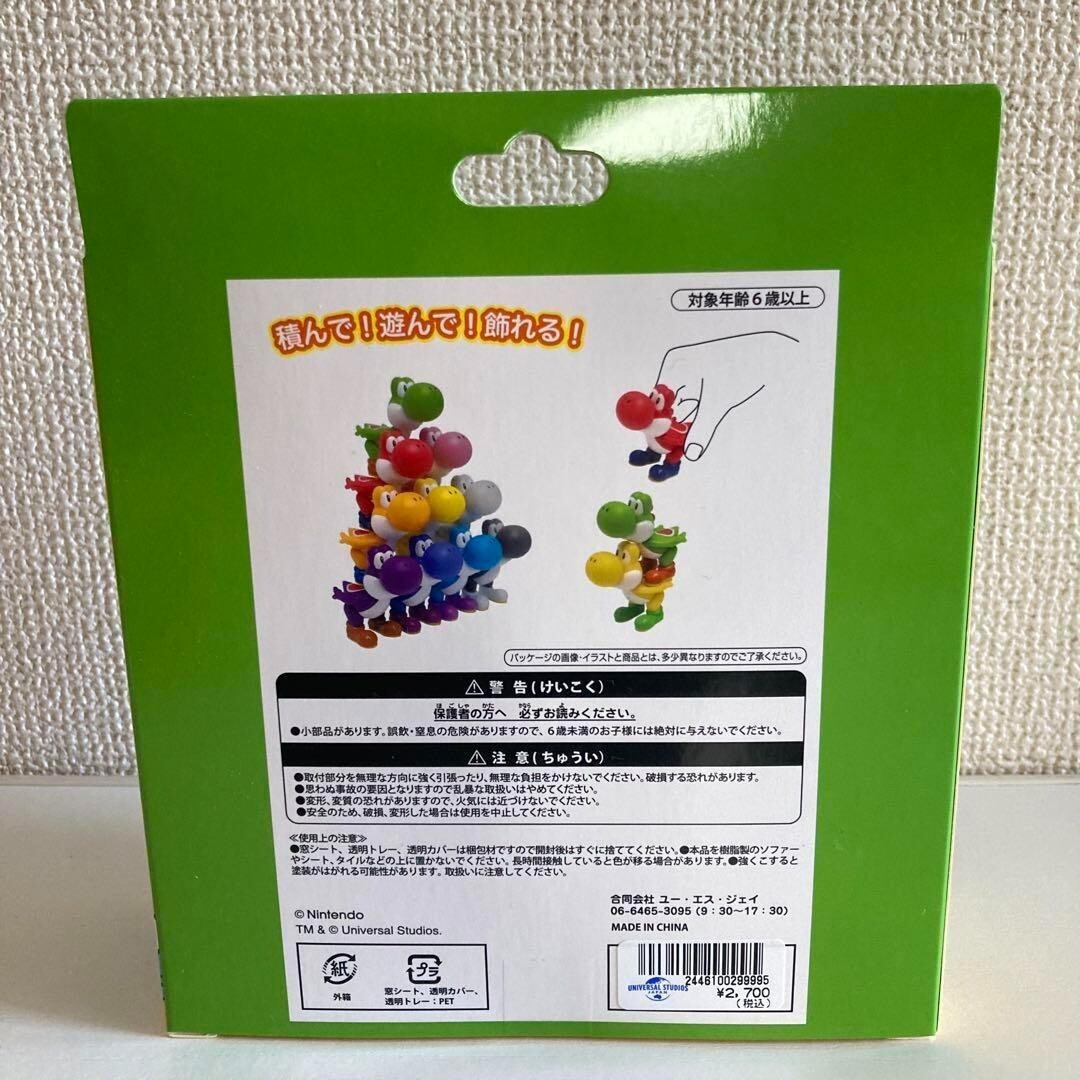 対象年齢6歳以上
積んで!遊んで!飾れる!
パッケージの画像・イラストと商品とは、多少異なりますのでご了承ください。
⚠ 警 告(けいこく)
保護者の方へ 必ずお読みください。
ほ ご しゃ かた かなら よ
●小部品があります。誤飲・窒息の危険がありますので、6歳未満のお子様には絶対に与えないでください。
⚠ 注 意(ちゅうい)
●取付部分を無理な方向に強く引張ったり、無理な負担をかけないでください。破損する恐れがあります。
●思わぬ事故の要因となりますので乱暴な取扱いはやめてください。
●変形、変質の恐れがありますので、火気には近づけないでください。
●安全のため、破損、変形した場合は使用を中止してください。
≪使用上の注意≫
●窓シート、透明トレー、透明カバーは梱包材ですので開封後はすぐに捨ててください。●本品を樹脂製のソファー
やシート、タイルなどの上に置かないでください。長時間接触していると色が移る場合があります。●強くこすると
塗装がはがれる可能性があります。取扱いに注意してください。
合同会社 ユー・エス・ジェイ
06-6465-3095(9:30~17:30)
MADE IN CHINA
© Nintendo
TM & © Universal Studios.
紙
外箱
プラ
窓シート、透明カバー、
透明トレー:PET
2446100299995
UNIVERSAL STUDIOS
JAPAN
¥2,700
(税込)